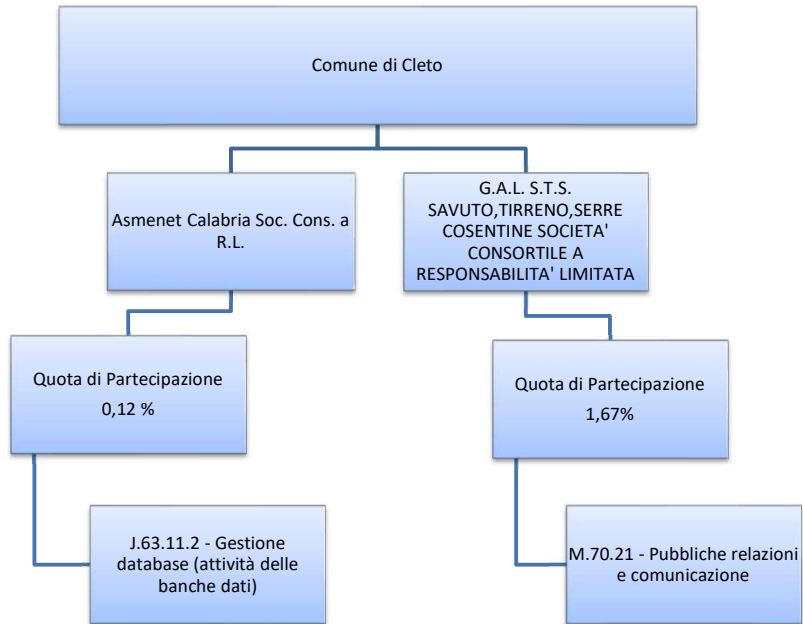 Comune di Cleto
Asmenet Calabria Soc. Cons. a
R.L.
G.A.L. S.T.S.
SAVUTO,TIRRENO,SERRE
COSENTINE SOCIETA'
CONSORTILE A
RESPONSABILITA' LIMITATA
Quota di Partecipazione
0,12 %
Quota di Partecipazione
1,67%
J.63.11.2 - Gestione
database (attività delle
banche dati)
M.70.21 - Pubbliche relazioni
e comunicazione